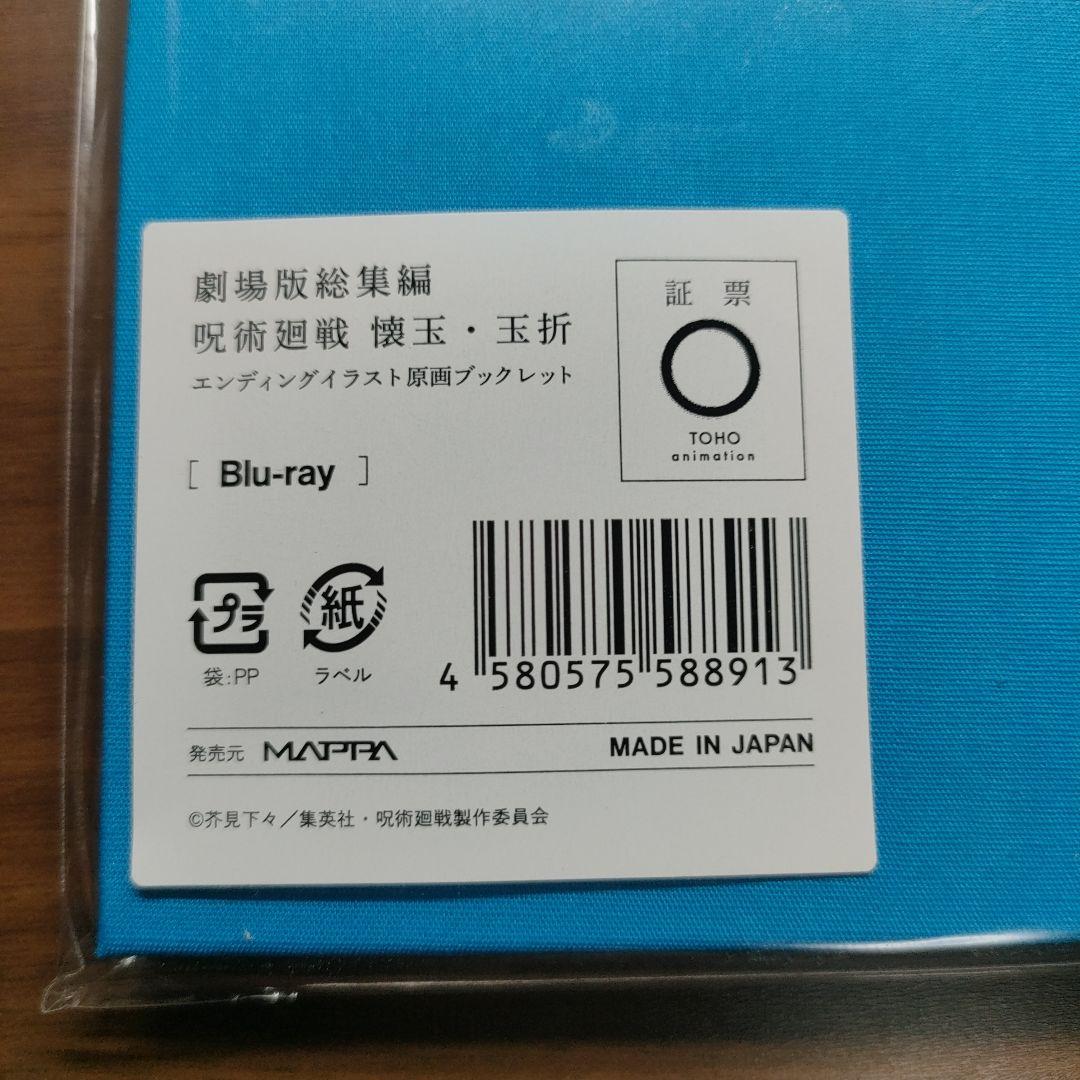 劇場版総集編
呪術廻戦 懐玉・玉折
エンディングイラスト原画ブックレット
[ Blu-ray ]
証 票
TOHO
animation
プラ
袋:PP
紙
ラベル
4 580575 588913
発売元 MAPPA
MADE IN JAPAN
©芥見下々／集英社・呪術廻戦製作委員会